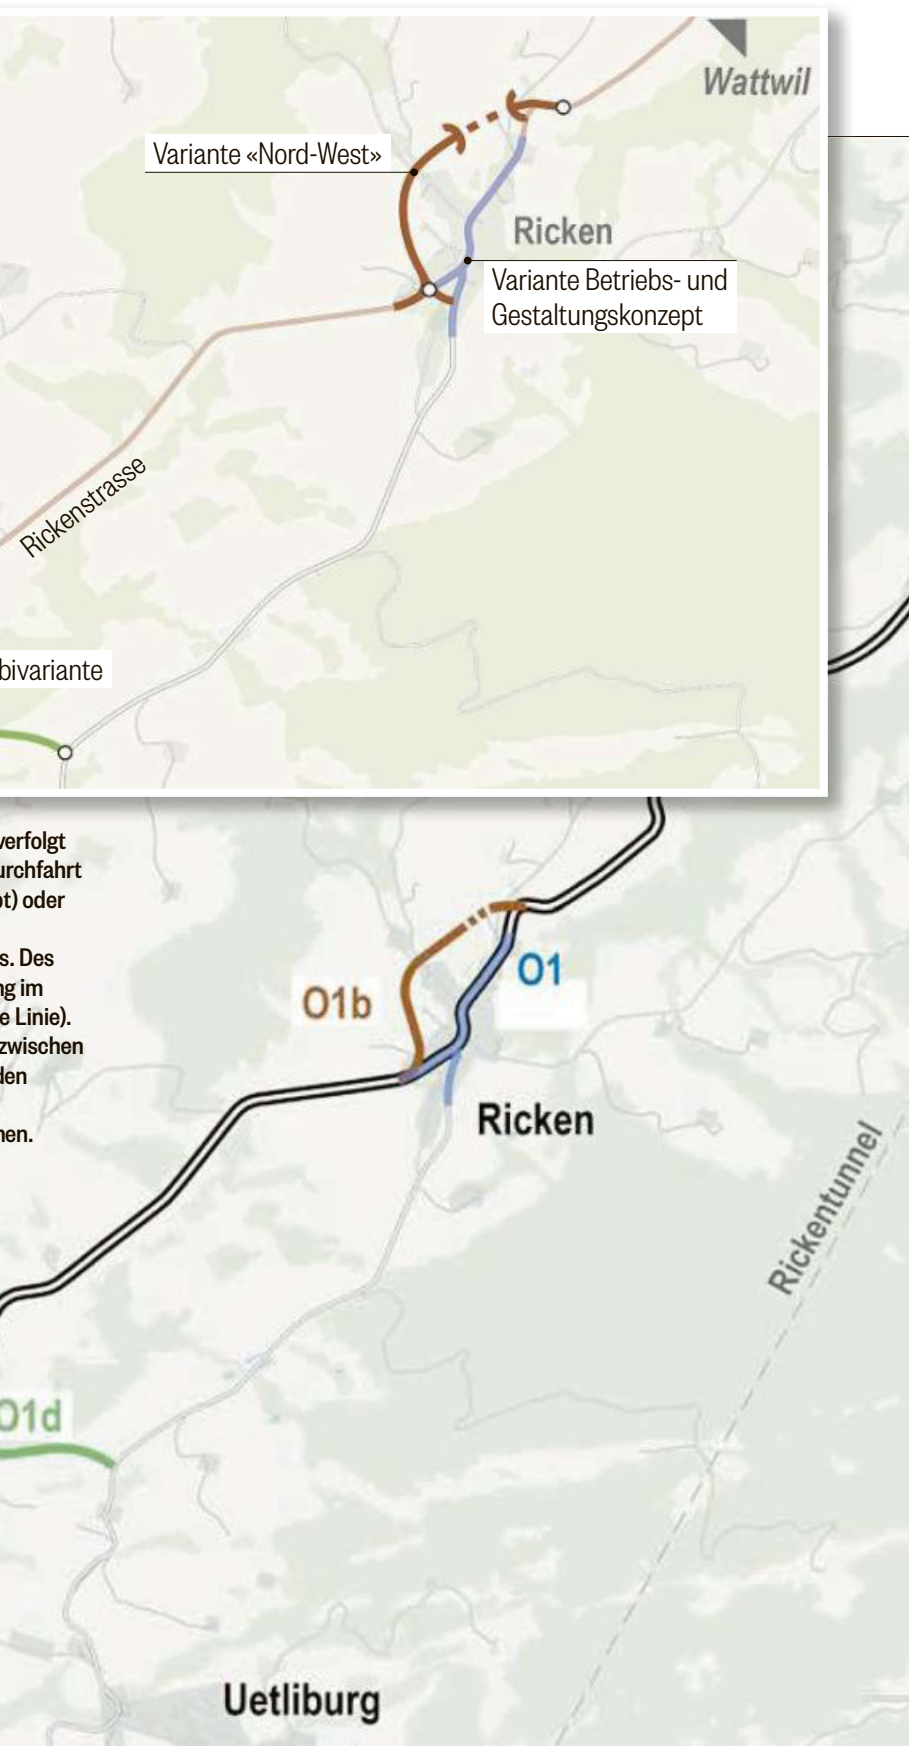 Wattwil
Variante «Nord-West»
Ricken
Variante Betriebs- und
Gestaltungskonzept
Rickenstrasse
bivariante
verfolgt
urchfahrt
pt) oder
s. Des
ng im
e Linie).
zwischen
den
nen.
O1
O1b
Ricken
Rickentunnel
O1d
Uetliburg